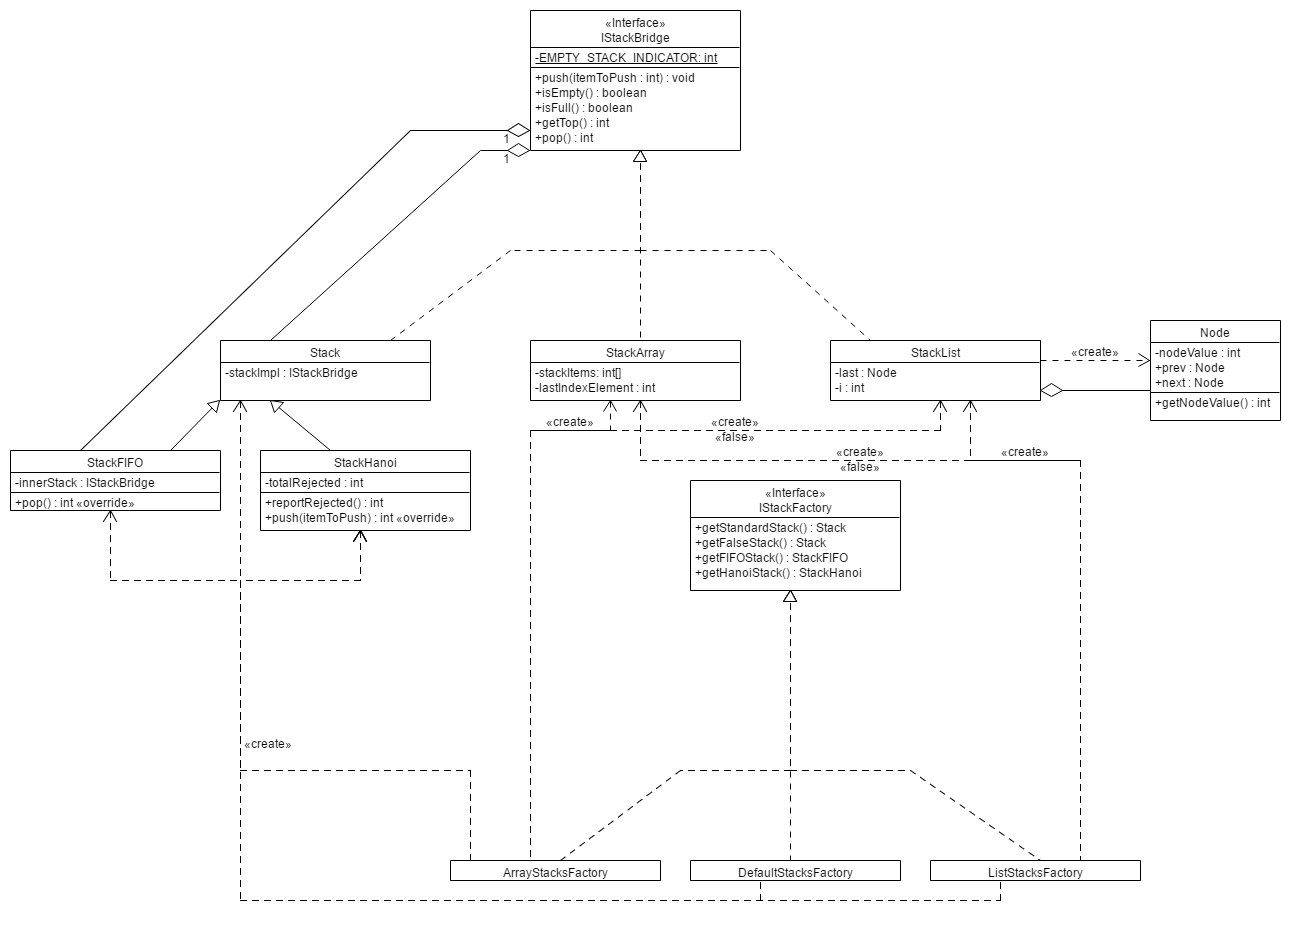 «Interface»
IStackBridge
-EMPTY_STACK_INDICATOR: int
+push(itemToPush : int) : void
+isEmpty() : boolean
+isFull() : boolean
+getTop() : int
+pop() : int
1
1
Stack
-stackImpl : IStackBridge
StackArray
-stackItems: int[]
-lastIndexElement : int
StackList
-last : Node
-i : int
«create»
Node
-nodeValue : int
+prev : Node
+next : Node
+getNodeValue() : int
«create»
«create»
«false»
«create»
«false»
«create»
StackFIFO
-innerStack : IStackBridge
+pop() : int «override»
StackHanoi
-totalRejected : int
+reportRejected() : int
+push(itemToPush) : int «override»
«Interface»
IStackFactory
+getStandardStack() : Stack
+getFalseStack() : Stack
+getFIFOStack() : StackFIFO
+getHanoiStack() : StackHanoi
«create»
ArrayStacksFactory
DefaultStacksFactory
ListStacksFactory